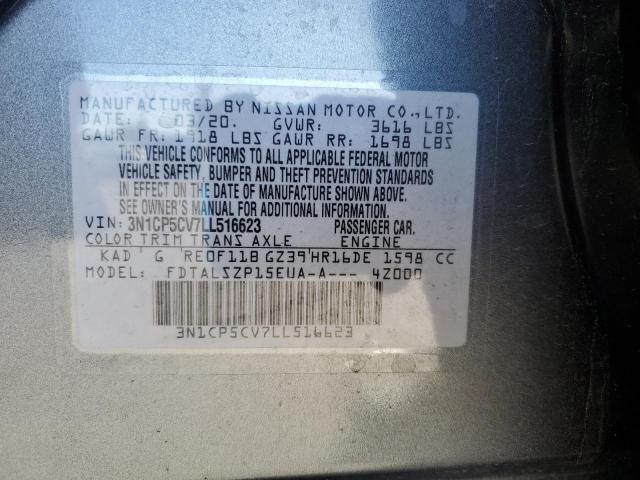 MANUFACTURED BY NISSAN MOTOR CO., LTD.
DATE: 03/20. GVWR: 3616 LBS
GAWR FR: 1918 LBS GAWR RR: 1698 LBS
THIS VEHICLE CONFORMS TO ALL APPLICABLE FEDERAL MOTOR
VEHICLE SAFETY, BUMPER AND THEFT PREVENTION STANDARDS
IN EFFECT ON THE DATE OF MANUFACTURE SHOWN ABOVE.
SEE OWNER'S MANUAL FOR ADDITIONAL INFORMATION.
VIN: 3N1CP5CV7LL516623 PASSENGER CAR.
COLOR TRIM TRANS AXLE ENGINE
KAD G RE0F11B GZ39 HR16DE 1598 CC
MODEL: FDTALSZP15EUA-A--- 4Z000
3N1CP5CV7LL516623